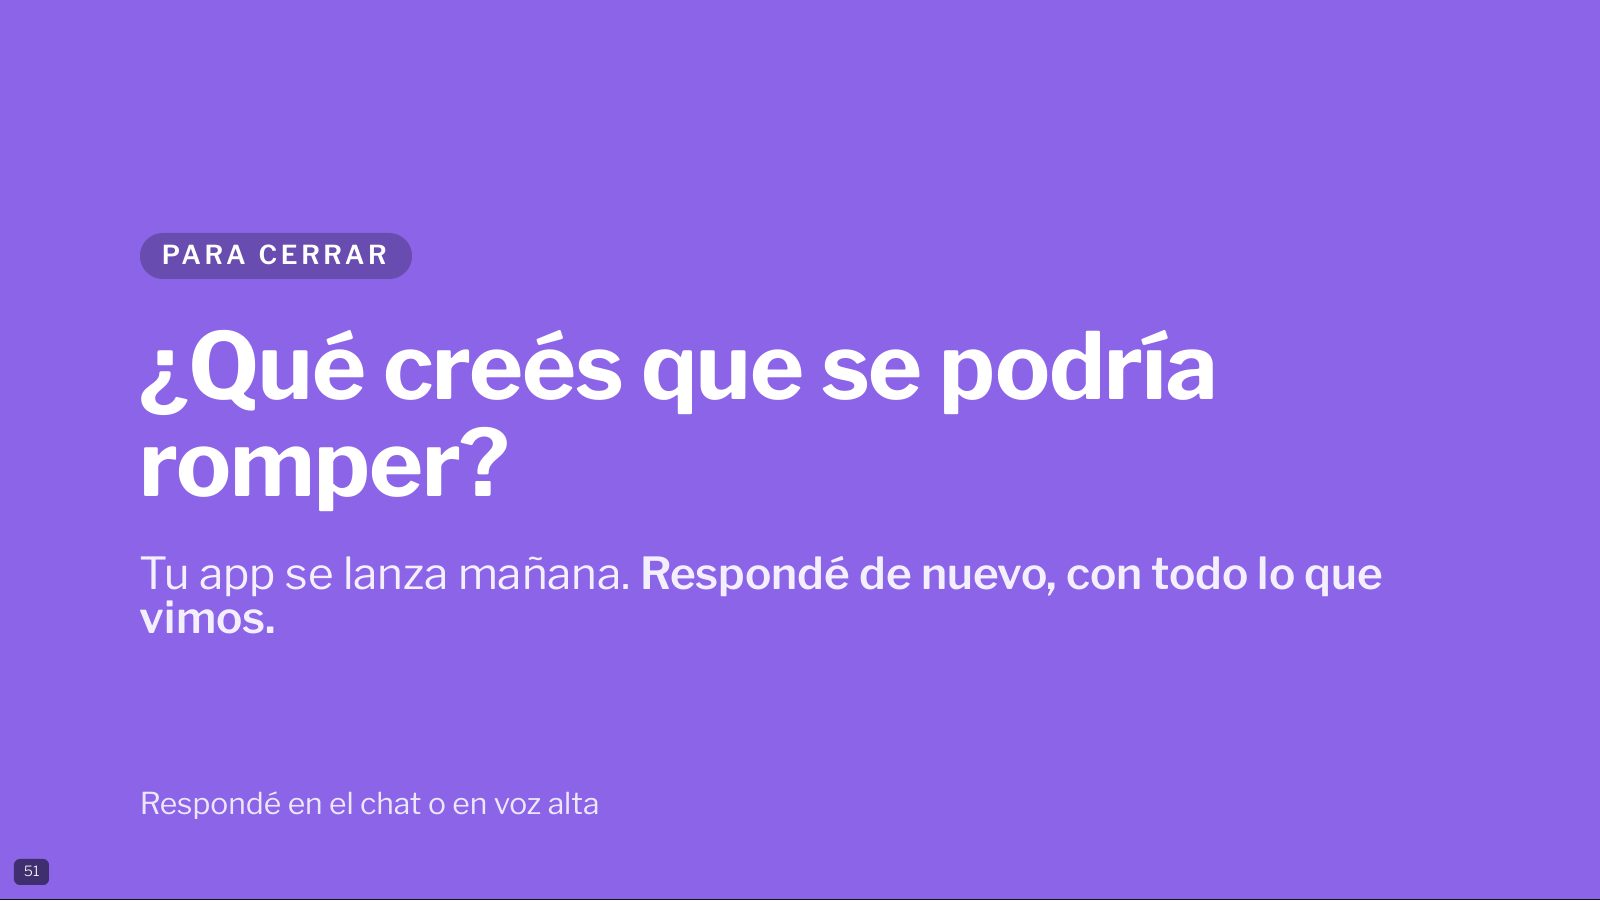 PARA CERRAR
¿Qué creés que se podría
romper?
Tu app se lanza mañana. Respondé de nuevo, con todo lo que
vimos.
Respondé en el chat o en voz alta
51